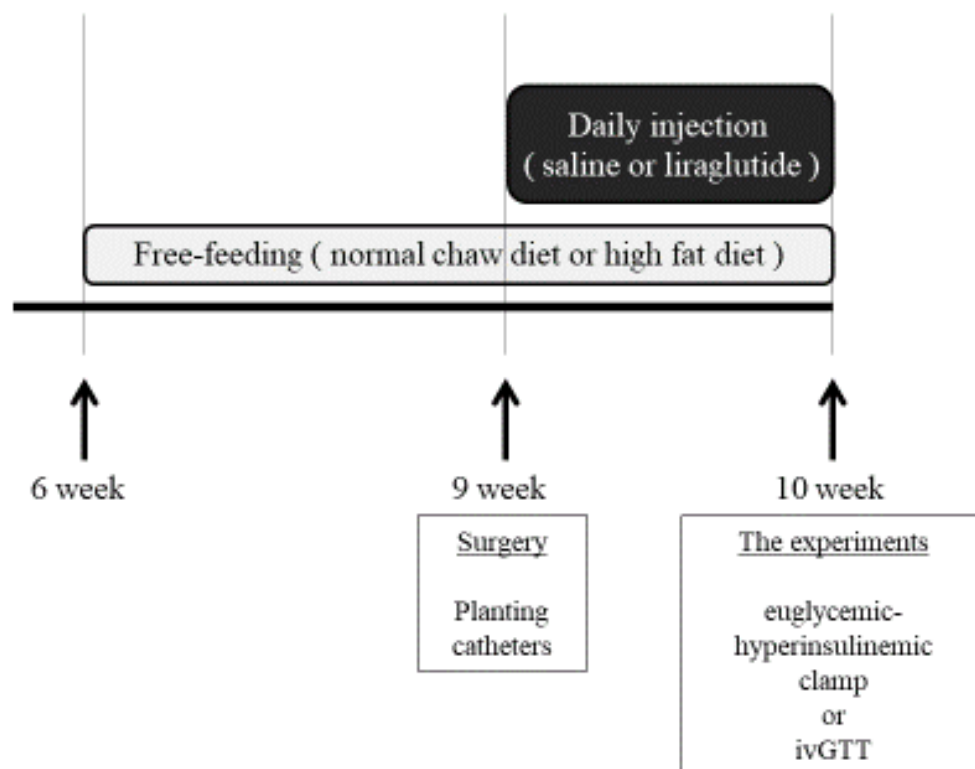 Daily injection
( saline or liraglutide )
Free-feeding ( normal chaw diet or high fat diet )
6 week
9 week
10 week
Surgery
Planting
catheters
The experiments
euglycemic-
hyperinsulinemic
clamp
or
ivGTT